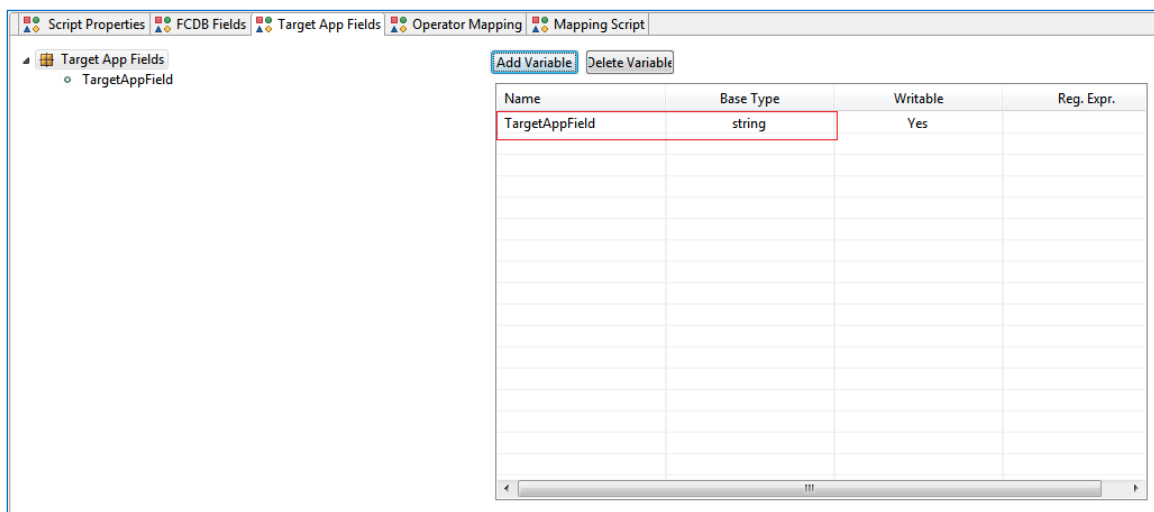 Script Properties FCDB Fields Target App Fields Operator Mapping Mapping Script
Target App Fields
TargetAppField
Add Variable Delete Variable
Name Base Type Writable Reg. Expr.
TargetAppField string Yes